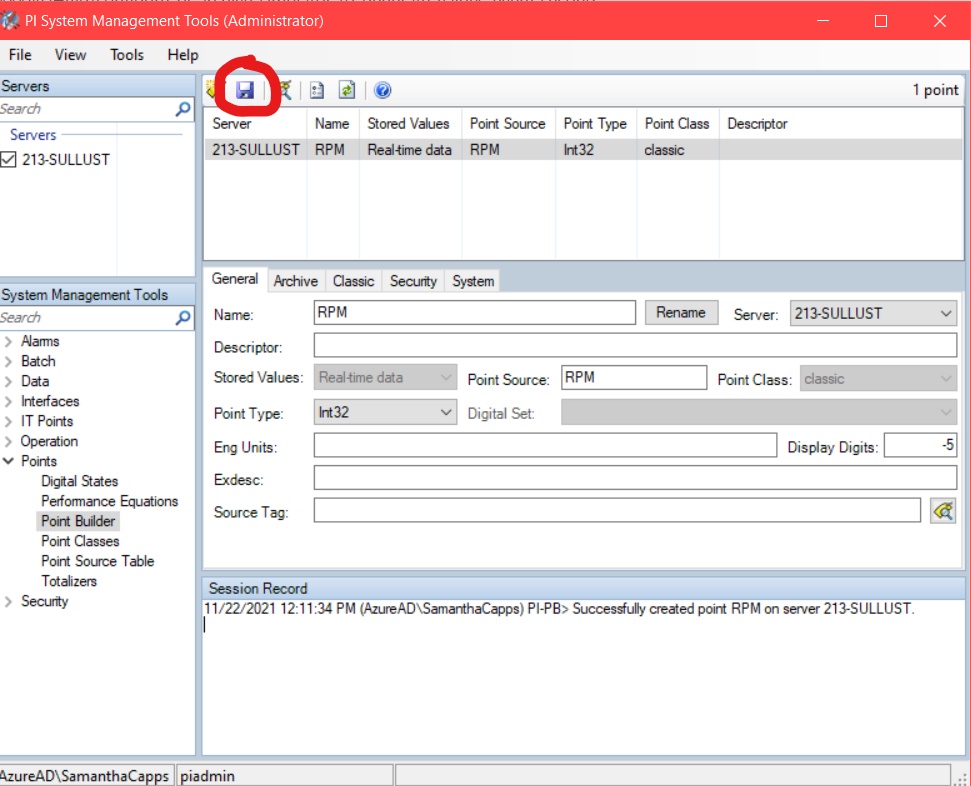 PI System Management Tools (Administrator)
File View Tools Help
Servers
Search
Servers
213-SULLUST
1 point
Server Name Stored Values Point Source Point Type Point Class Descriptor
213-SULLUST RPM Real-time data RPM Int32 classic
System Management Tools
Search
Alarms
Batch
Data
Interfaces
IT Points
Operation
Points
Digital States
Performance Equations
Point Builder
Point Classes
Point Source Table
Totalizers
Security
General Archive Classic Security System
Name: RPM Rename Server: 213-SULLUST
Descriptor:
Stored Values: Real-time data Point Source: RPM Point Class: classic
Point Type: Int32 Digital Set:
Eng Units: Display Digits: -5
Exdesc:
Source Tag:
Session Record
11/22/2021 12:11:34 PM (AzureAD\SamanthaCapps) PI-PB> Successfully created point RPM on server 213-SULLUST.
AzureAD\SamanthaCapps piadmin